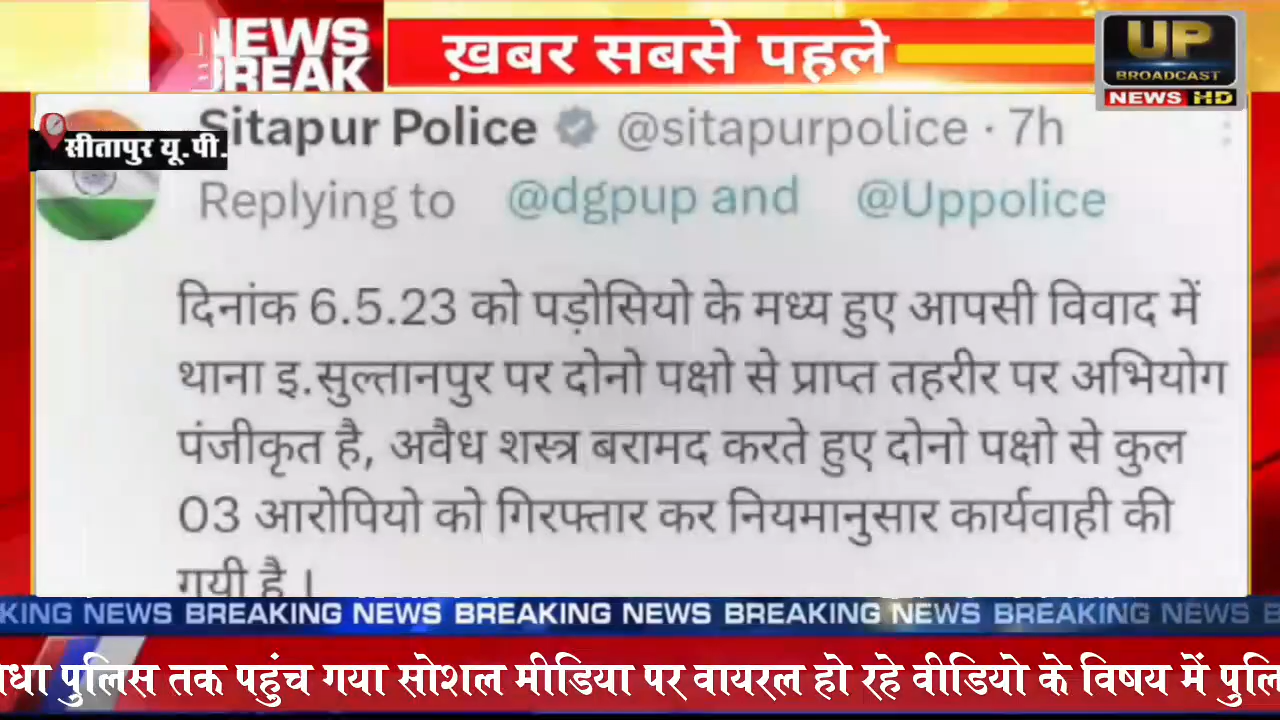 NEWS
BREAK
ख़बर सबसे पहले
UP
BROADCAST
NEWS HD
Sitapur Police @sitapurpolice · 7h
सीतापुर यू.पी.
Replying to @dgpup and @Uppolice
दिनांक 6.5.23 को पड़ोसियो के मध्य हुए आपसी विवाद में
थाना इ.सुल्तानपुर पर दोनो पक्षो से प्राप्त तहरीर पर अभियोग
पंजीकृत है, अवैध शस्त्र बरामद करते हुए दोनो पक्षो से कुल
03 आरोपियो को गिरफ्तार कर नियमानुसार कार्यवाही की
गयी है ।
KING NEWS BREAKING NEWS BREAKING NEWS BREAKING NEWS BREAKING NEWS B
पुलिस तक पहुंच गया सोशल मीडिया पर वायरल हो रहे वीडियो के विषय में